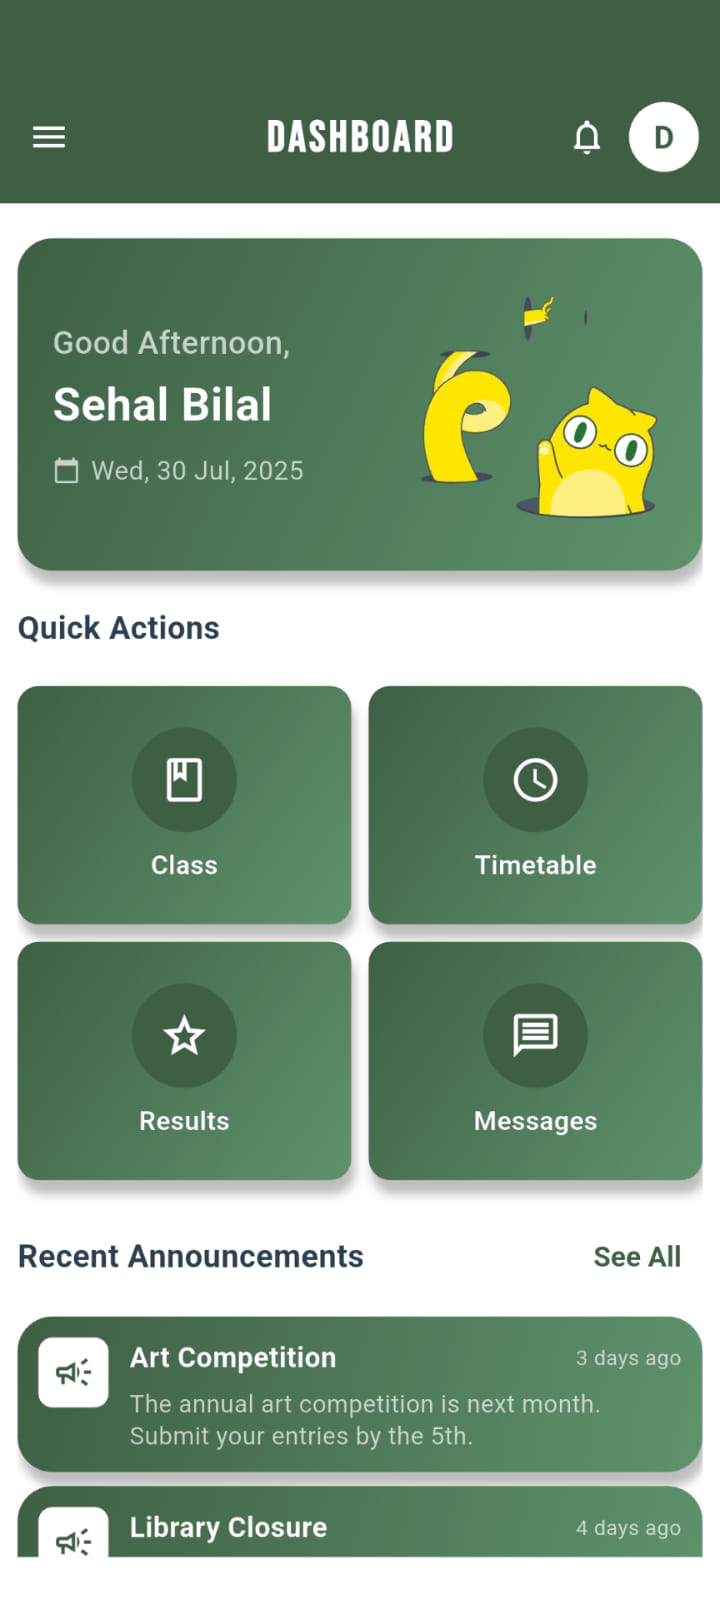 DASHBOARD
D
Good Afternoon,
Sehal Bilal
Wed, 30 Jul, 2025
Quick Actions
Class
Timetable
Results
Messages
Recent Announcements
See All
Art Competition
3 days ago
The annual art competition is next month.
Submit your entries by the 5th.
Library Closure
4 days ago